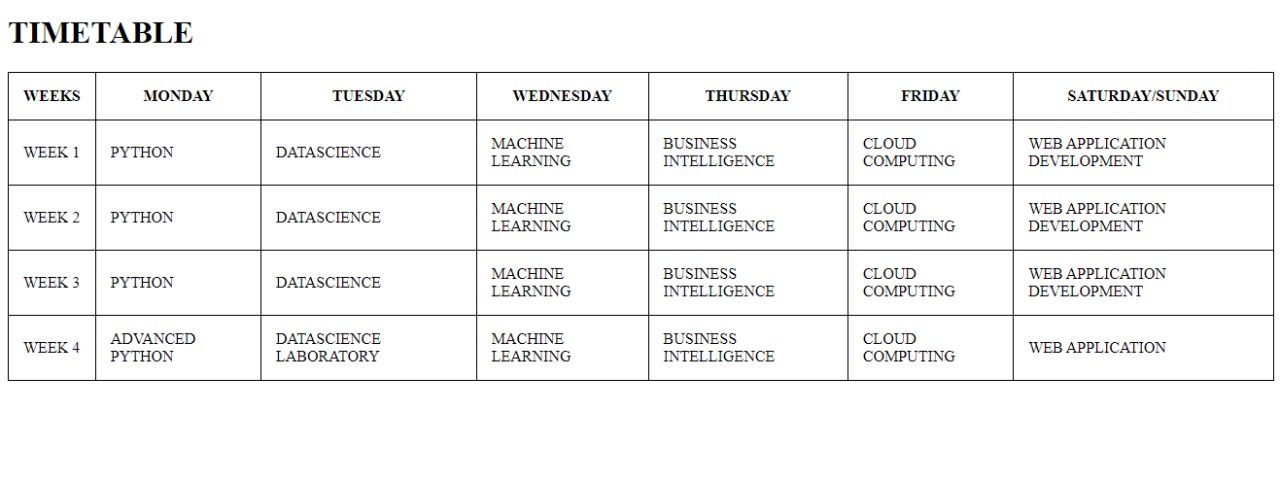 TIMETABLE
WEEKS MONDAY TUESDAY WEDNESDAY THURSDAY FRIDAY SATURDAY/SUNDAY
WEEK 1 PYTHON DATASCIENCE MACHINE LEARNING BUSINESS INTELLIGENCE CLOUD COMPUTING WEB APPLICATION DEVELOPMENT
WEEK 2 PYTHON DATASCIENCE MACHINE LEARNING BUSINESS INTELLIGENCE CLOUD COMPUTING WEB APPLICATION DEVELOPMENT
WEEK 3 PYTHON DATASCIENCE MACHINE LEARNING BUSINESS INTELLIGENCE CLOUD COMPUTING WEB APPLICATION DEVELOPMENT
WEEK 4 ADVANCED PYTHON DATASCIENCE LABORATORY MACHINE LEARNING BUSINESS INTELLIGENCE CLOUD COMPUTING WEB APPLICATION